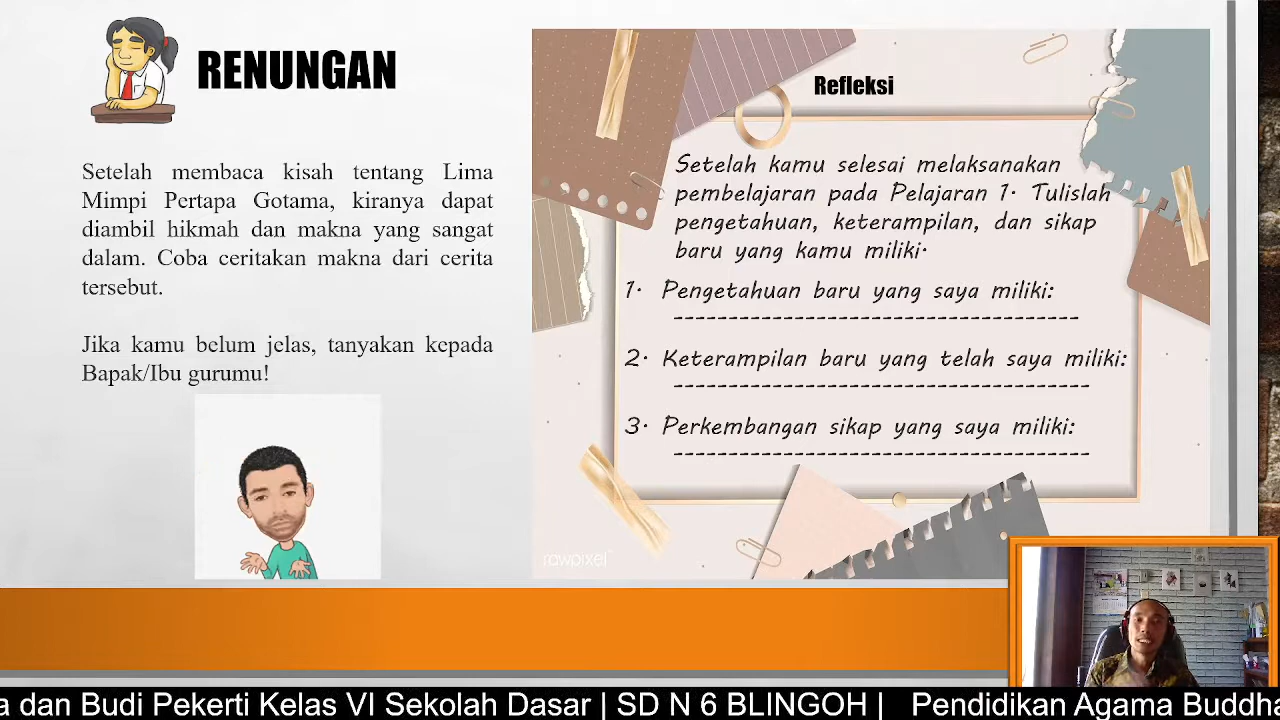 RENUNGAN
Setelah membaca kisah tentang Lima
Mimpi Pertapa Gotama, kiranya dapat
diambil hikmah dan makna yang sangat
dalam. Coba ceritakan makna dari cerita
tersebut.
Jika kamu belum jelas, tanyakan kepada
Bapak/Ibu gurumu!
Refleksi
Setelah kamu selesai melaksanakan
pembelajaran pada Pelajaran 1. Tulislah
pengetahuan, keterampilan, dan sikap
baru yang kamu miliki.
1. Pengetahuan baru yang saya miliki:
-------------------------------------
2. Keterampilan baru yang telah saya miliki:
--------------------------------------
3. Perkembangan sikap yang saya miliki:
--------------------------------------
rawpixel
a dan Budi Pekerti Kelas VI Sekolah Dasar | SD N 6 BLINGOH | Pendidikan Agama Buddha